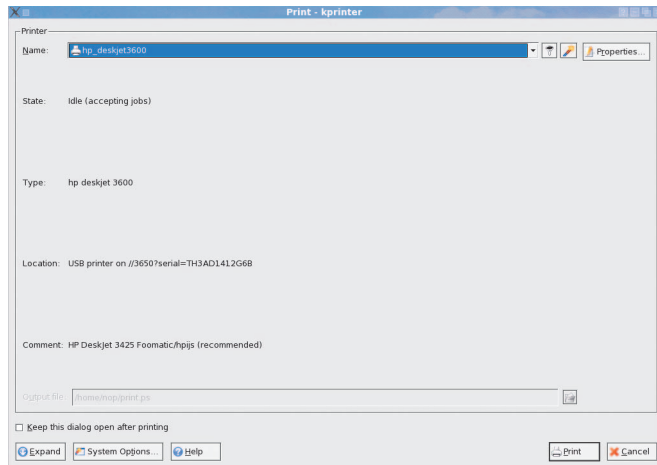 Print - kprinter
Printer
Name: hp_deskjet3600 Properties...
State: Idle (accepting jobs)
Type: hp deskjet 3600
Location: USB printer on //3650?serial=TH3AD1412G6B
Comment: HP DeskJet 3425 Foomatic/hpijs (recommended)
Output file: /home/nnp/print.ps
Keep this dialog open after printing
Expand System Options... Help Print Cancel